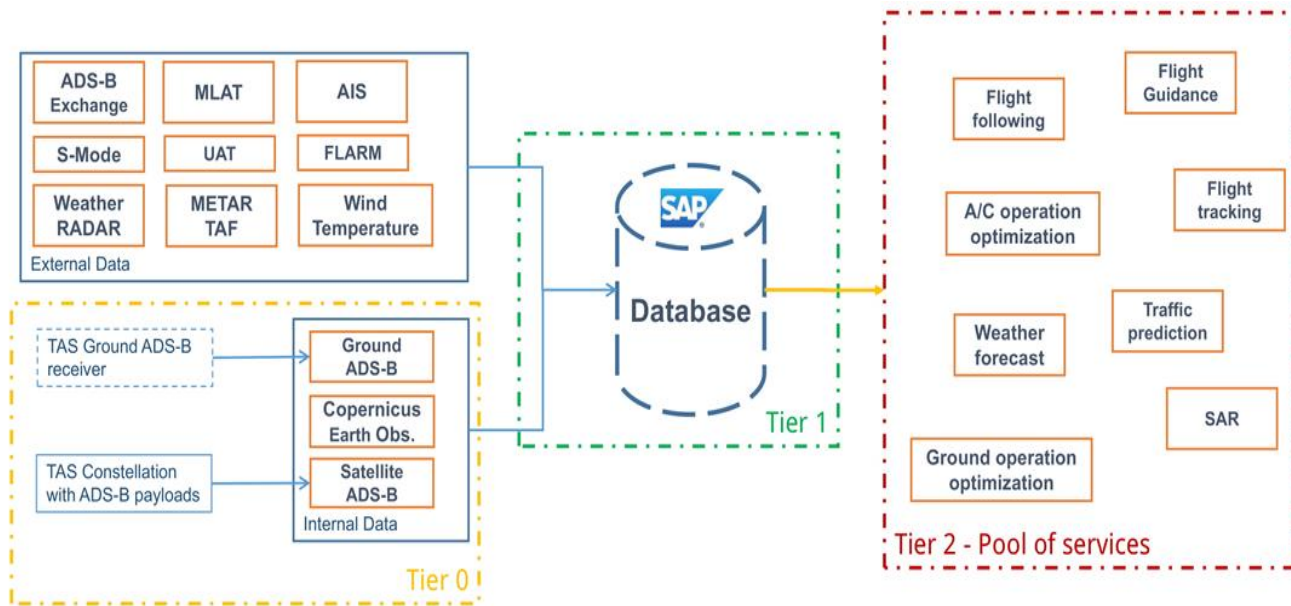 ADS-B
Exchange
MLAT
AIS
S-Mode
UAT
FLARM
Weather
RADAR
METAR
TAF
Wind
Temperature
External Data
TAS Ground ADS-B
receiver
TAS Constellation
with ADS-B payloads
Ground
ADS-B
Copernicus
Earth Obs.
Satellite
ADS-B
Internal Data
Tier 0
SAP
®
Database
Tier 1
Flight
following
Flight
Guidance
A/C operation
optimization
Flight
tracking
Weather
forecast
Traffic
prediction
SAR
Ground operation
optimization
Tier 2 - Pool of services